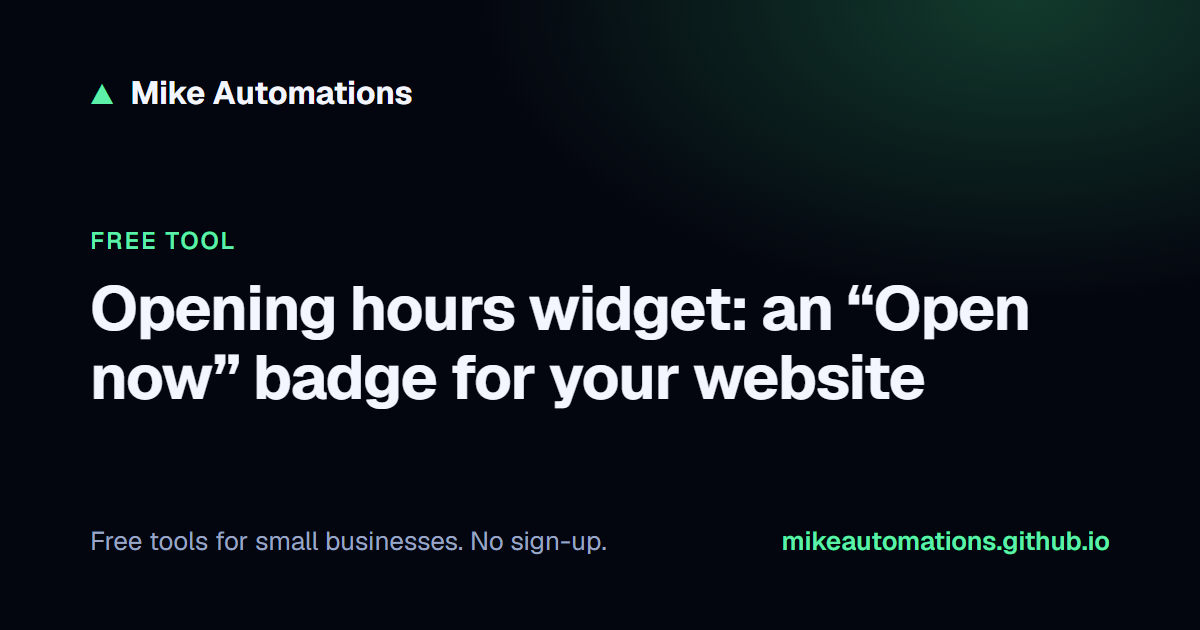 Mike Automations
FREE TOOL
Opening hours widget: an “Open
now” badge for your website
Free tools for small businesses. No sign-up.
mikeautomations.github.io